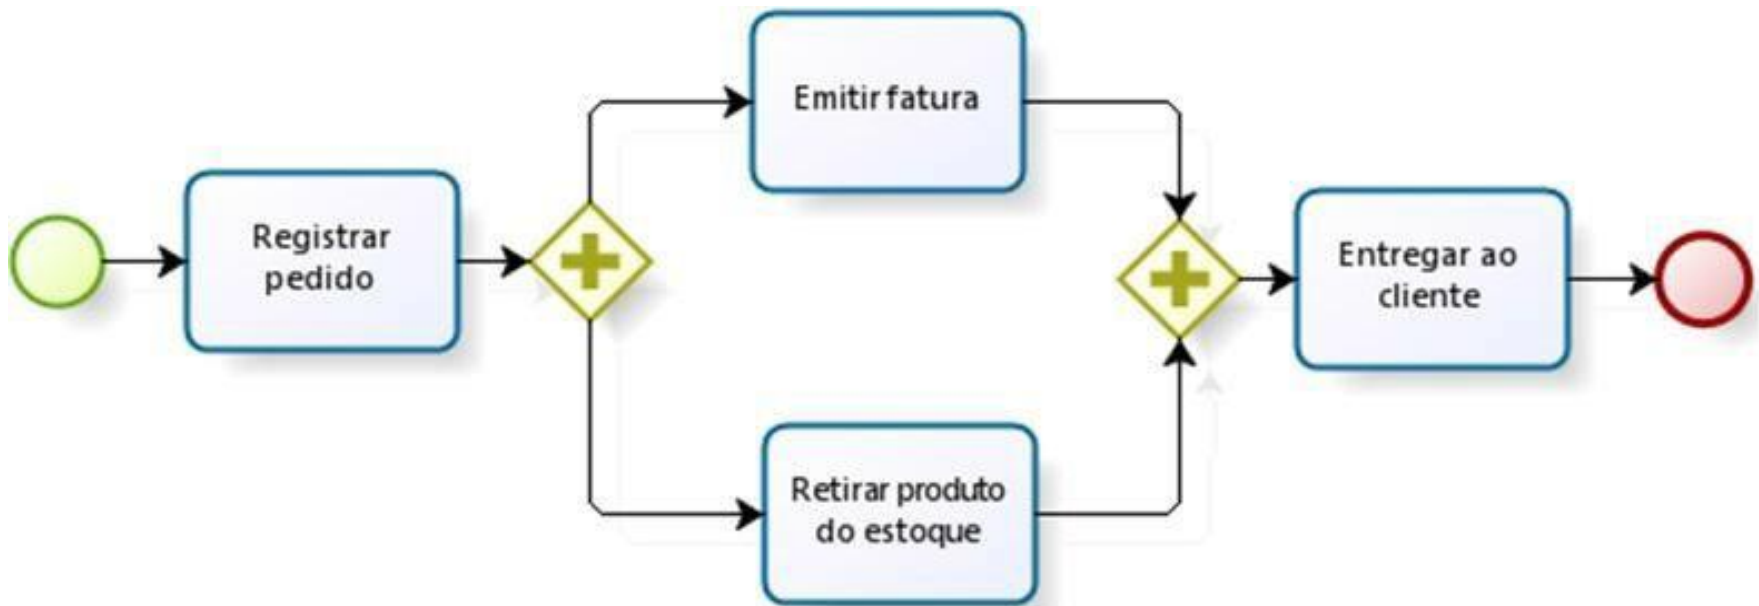 Emitir fatura
Registrar
pedido
Entregar ao
cliente
Retirar produto
do estoque